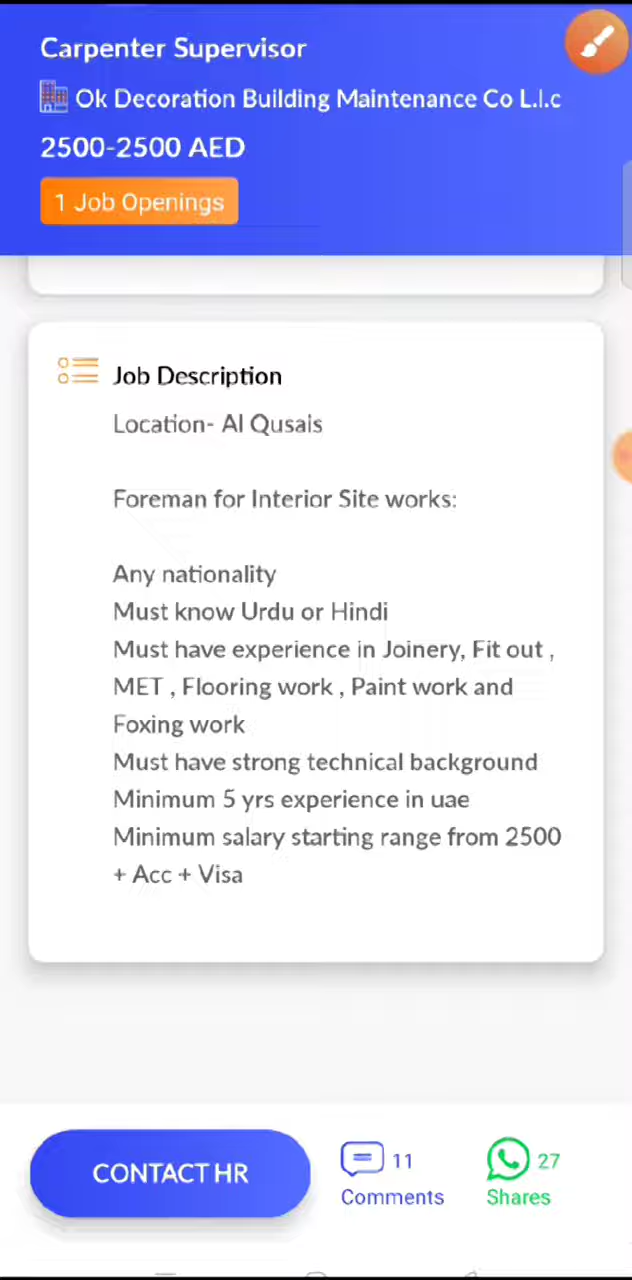 Carpenter Supervisor
Ok Decoration Building Maintenance Co L.l.c
2500-2500 AED
1 Job Openings
Job Description
Location- Al Qusais
Foreman for Interior Site works:
Any nationality
Must know Urdu or Hindi
Must have experience in Joinery, Fit out ,
MET , Flooring work , Paint work and
Foxing work
Must have strong technical background
Minimum 5 yrs experience in uae
Minimum salary starting range from 2500
+ Acc + Visa
CONTACT HR
11
Comments
27
Shares